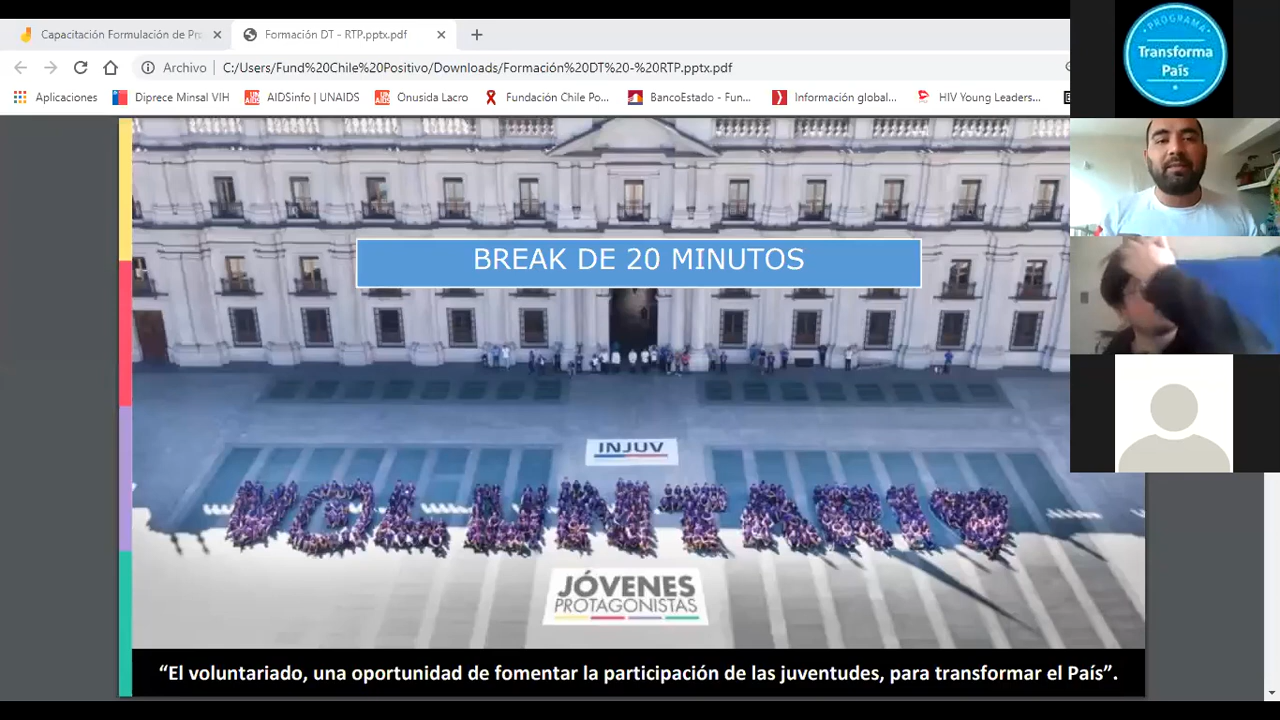 Capacitación Formulación de Pro
Formación DT - RTP.pptx.pdf
Archivo
C:/Users/Fund%20Chile%20Positivo/Downloads/Formación%20DT%20-%20RTP.pptx.pdf
Aplicaciones
Diprece Minsal VIH
AIDSinfo | UNAIDS
Onusida Lacro
Fundación Chile Po...
BancoEstado - Fun...
Información global...
HIV Young Leaders...
PROGRAMA
Transforma
País
BREAK DE 20 MINUTOS
INJUV
VOLUNTARIO
JÓVENES
PROTAGONISTAS
“El voluntariado, una oportunidad de fomentar la participación de las juventudes, para transformar el País”.